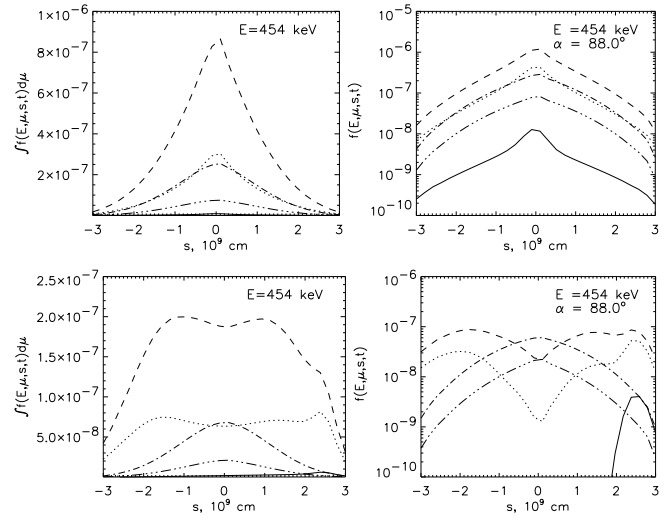 1×10⁻⁶
8×10⁻⁷
6×10⁻⁷
4×10⁻⁷
2×10⁻⁷
∫f(E,μ,s,t)dμ
E=454 keV
−3 −2 −1 0 1 2 3
s, 10⁹ cm
10⁻⁵
10⁻⁶
10⁻⁷
10⁻⁸
10⁻⁹
10⁻¹⁰
f(E,μ,s,t)
E =454 keV
α = 88.0°
−3 −2 −1 0 1 2 3
s, 10⁹ cm
2.5×10⁻⁷
2.0×10⁻⁷
1.5×10⁻⁷
1.0×10⁻⁷
5.0×10⁻⁸
∫f(E,μ,s,t)dμ
E=454 keV
−3 −2 −1 0 1 2 3
s, 10⁹ cm
10⁻⁶
10⁻⁷
10⁻⁸
10⁻⁹
10⁻¹⁰
f(E,μ,s,t)
E =454 keV
α = 88.0°
−3 −2 −1 0 1 2 3
s, 10⁹ cm